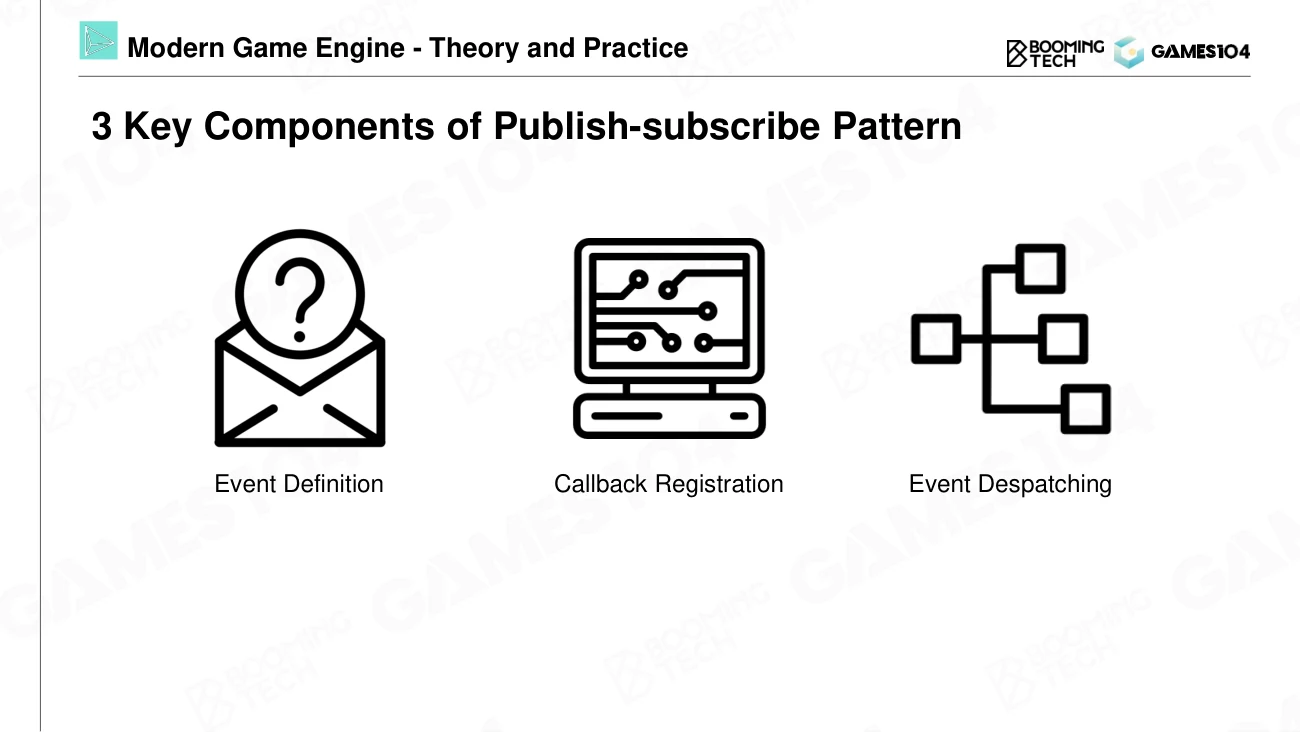 Modern Game Engine - Theory and Practice
BOOMING
TECH
GAMES104
3 Key Components of Publish-subscribe Pattern
?
Event Definition
Callback Registration
Event Despatching